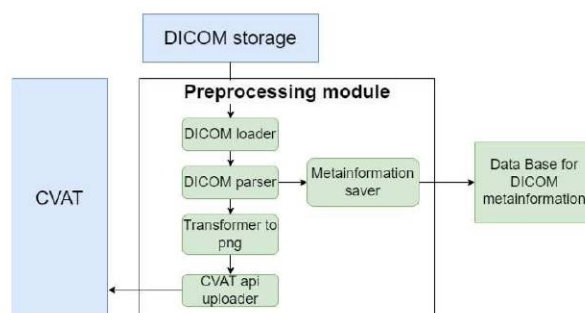 DICOM storage
Preprocessing module
DICOM loader
DICOM parser
Metainformation
saver
Data Base for
DICOM
metainformation
CVAT
Transformer to
png
CVAT api
uploader